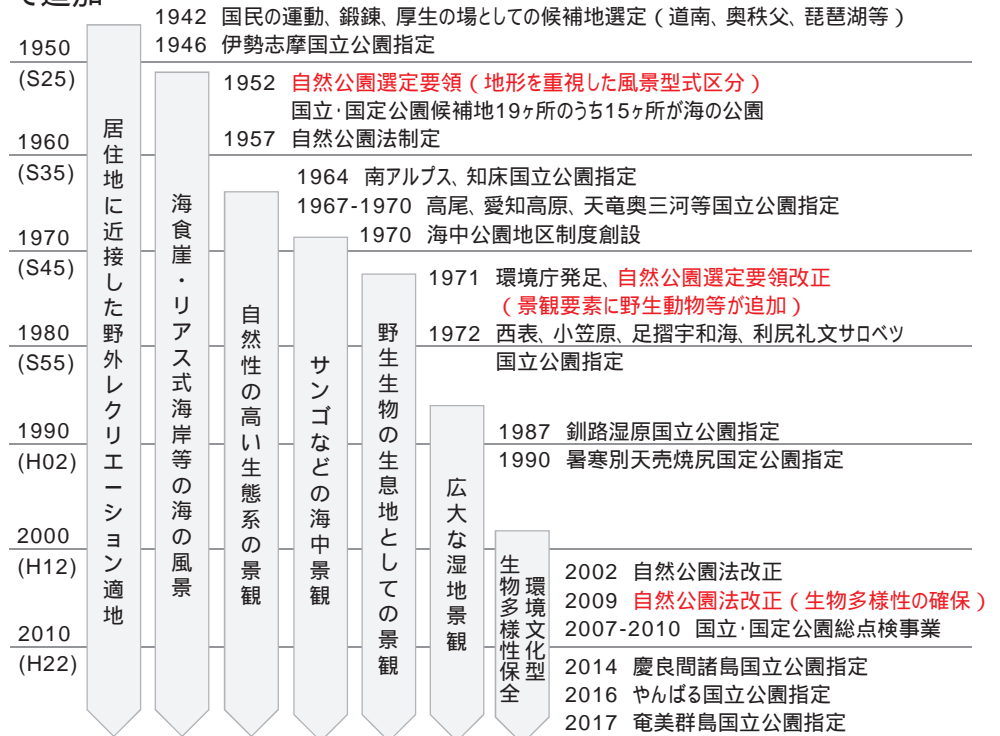 て追加
1942 国民の運動、鍛錬、厚生の場としての候補地選定（道南、奥秩父、琵琶湖等）
1946 伊勢志摩国立公園指定
1950
(S25)
1952 自然公園選定要領（地形を重視した風景型式区分）
国立･国定公園候補地19ヶ所のうち15ヶ所が海の公園
1957 自然公園法制定
1960
(S35)
1964 南アルプス、知床国立公園指定
1967-1970 高尾、愛知高原、天竜奥三河等国立公園指定
1970 海中公園地区制度創設
1970
(S45)
1971 環境庁発足、自然公園選定要領改正
（景観要素に野生動物等が追加）
1972 西表、小笠原、足摺宇和海、利尻礼文サロベツ
国立公園指定
1980
(S55)
1987 釧路湿原国立公園指定
1990 暑寒別天売焼尻国定公園指定
1990
(H02)
2000
(H12)
2002 自然公園法改正
2009 自然公園法改正（生物多様性の確保）
2007-2010 国立･国定公園総点検事業
2010
(H22)
2014 慶良間諸島国立公園指定
2016 やんばる国立公園指定
2017 奄美群島国立公園指定
居住地に近接した野外レクリエーション適地
海食崖・リアス式海岸等の海の風景
自然性の高い生態系の景観
サンゴなどの海中景観
野生生物の生息地としての景観
広大な湿地景観
環境文化型
生物多様性保全